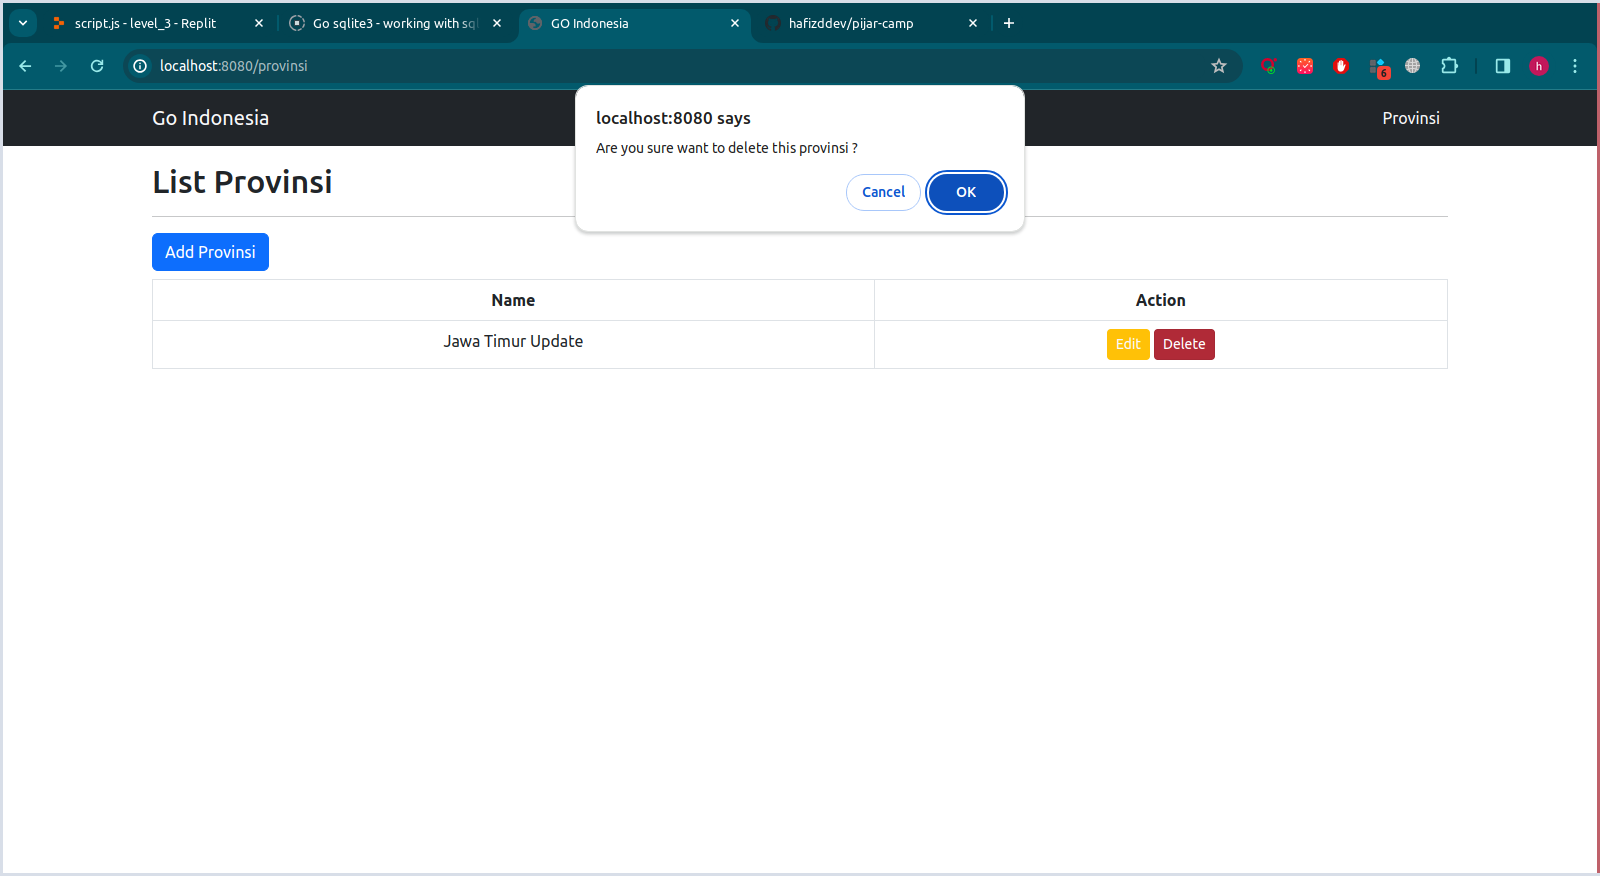 script.js - level_3 - Replit
Go sqlite3 - working with sql
GO Indonesia
hafizddev/pijar-camp
localhost:8080/provinsi
6
h
Go Indonesia
Provinsi
localhost:8080 says
Are you sure want to delete this provinsi ?
Cancel
OK
List Provinsi
Add Provinsi
Name
Action
Jawa Timur Update
Edit
Delete